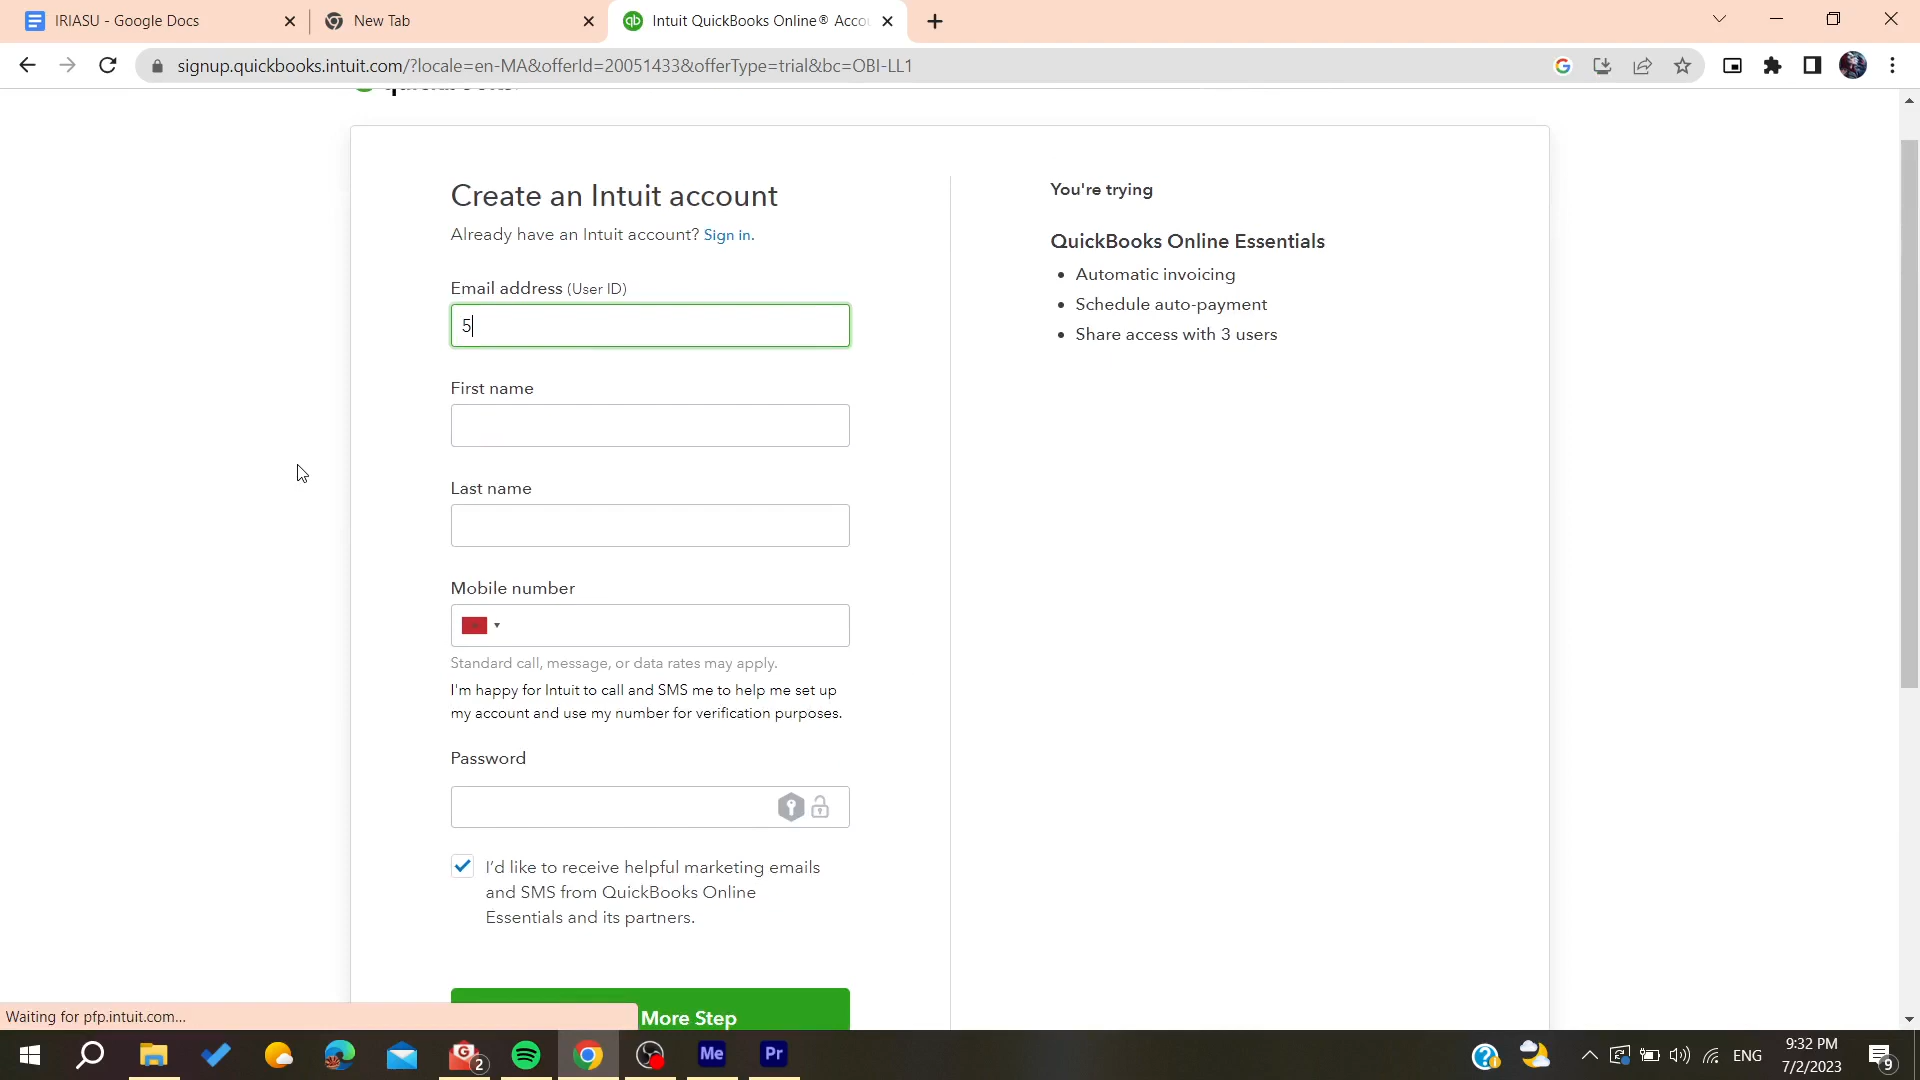 IRIASU - Google Docs
New Tab
Intuit QuickBooks Online® Accou
signup.quickbooks.intuit.com/?locale=en-MA&offerId=20051433&offerType=trial&bc=OBI-LL1
Create an Intuit account
Already have an Intuit account? Sign in.
Email address (User ID)
5
First name
Last name
Mobile number
Standard call, message, or data rates may apply.
I'm happy for Intuit to call and SMS me to help me set up
my account and use my number for verification purposes.
Password
I'd like to receive helpful marketing emails
and SMS from QuickBooks Online
Essentials and its partners.
More Step
You're trying
QuickBooks Online Essentials
• Automatic invoicing
• Schedule auto-payment
• Share access with 3 users
Waiting for pfp.intuit.com...
2
Me
Pr
ENG
9:32 PM
7/2/2023
9